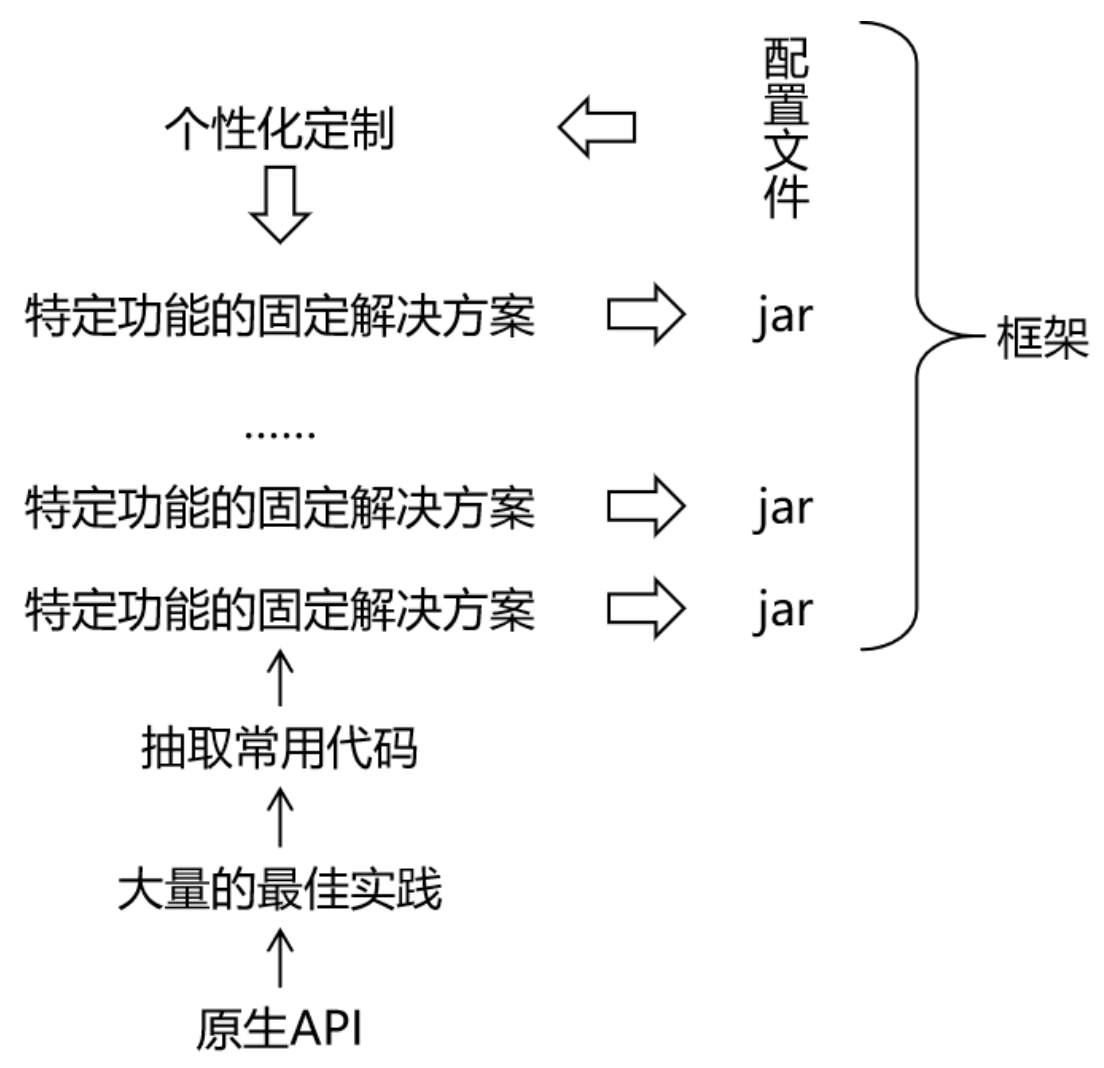 配置文件
个性化定制
特定功能的固定解决方案
jar
框架
......
特定功能的固定解决方案
jar
特定功能的固定解决方案
jar
抽取常用代码
大量的最佳实践
原生API